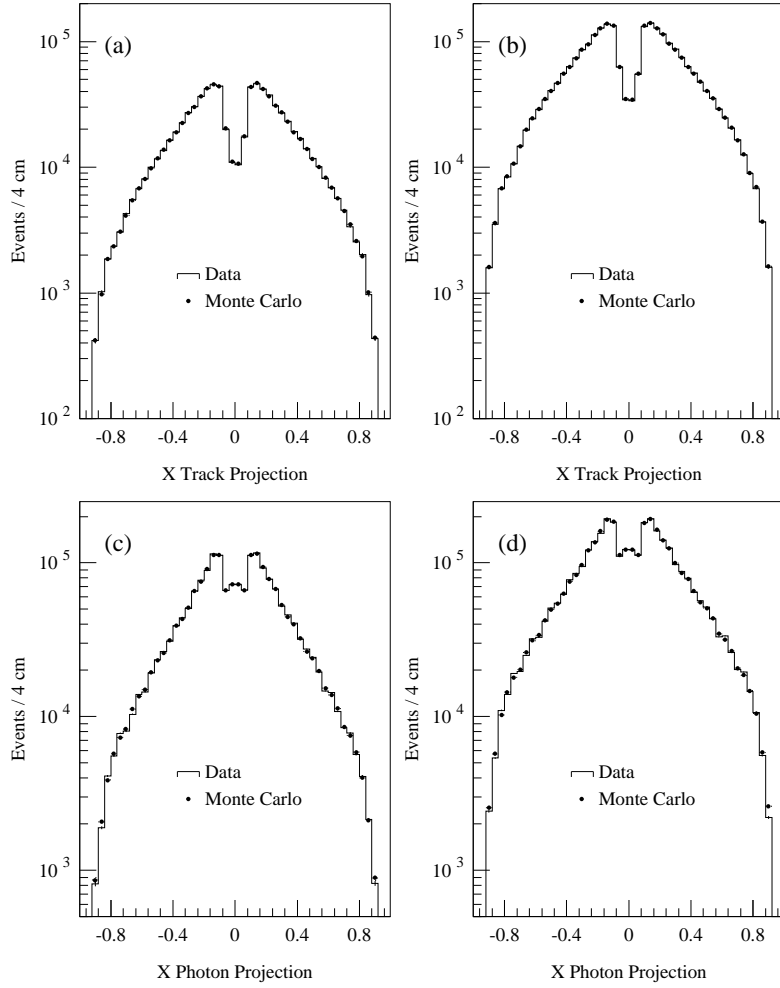 (a)
10^5
10^4
10^3
10^2
Events / 4 cm
Data
Monte Carlo
-0.8 -0.4 0 0.4 0.8
X Track Projection
(b)
10^5
10^4
10^3
10^2
Events / 4 cm
Data
Monte Carlo
-0.8 -0.4 0 0.4 0.8
X Track Projection
(c)
10^5
10^4
10^3
Events / 4 cm
Data
Monte Carlo
-0.8 -0.4 0 0.4 0.8
X Photon Projection
(d)
10^5
10^4
10^3
Events / 4 cm
Data
Monte Carlo
-0.8 -0.4 0 0.4 0.8
X Photon Projection